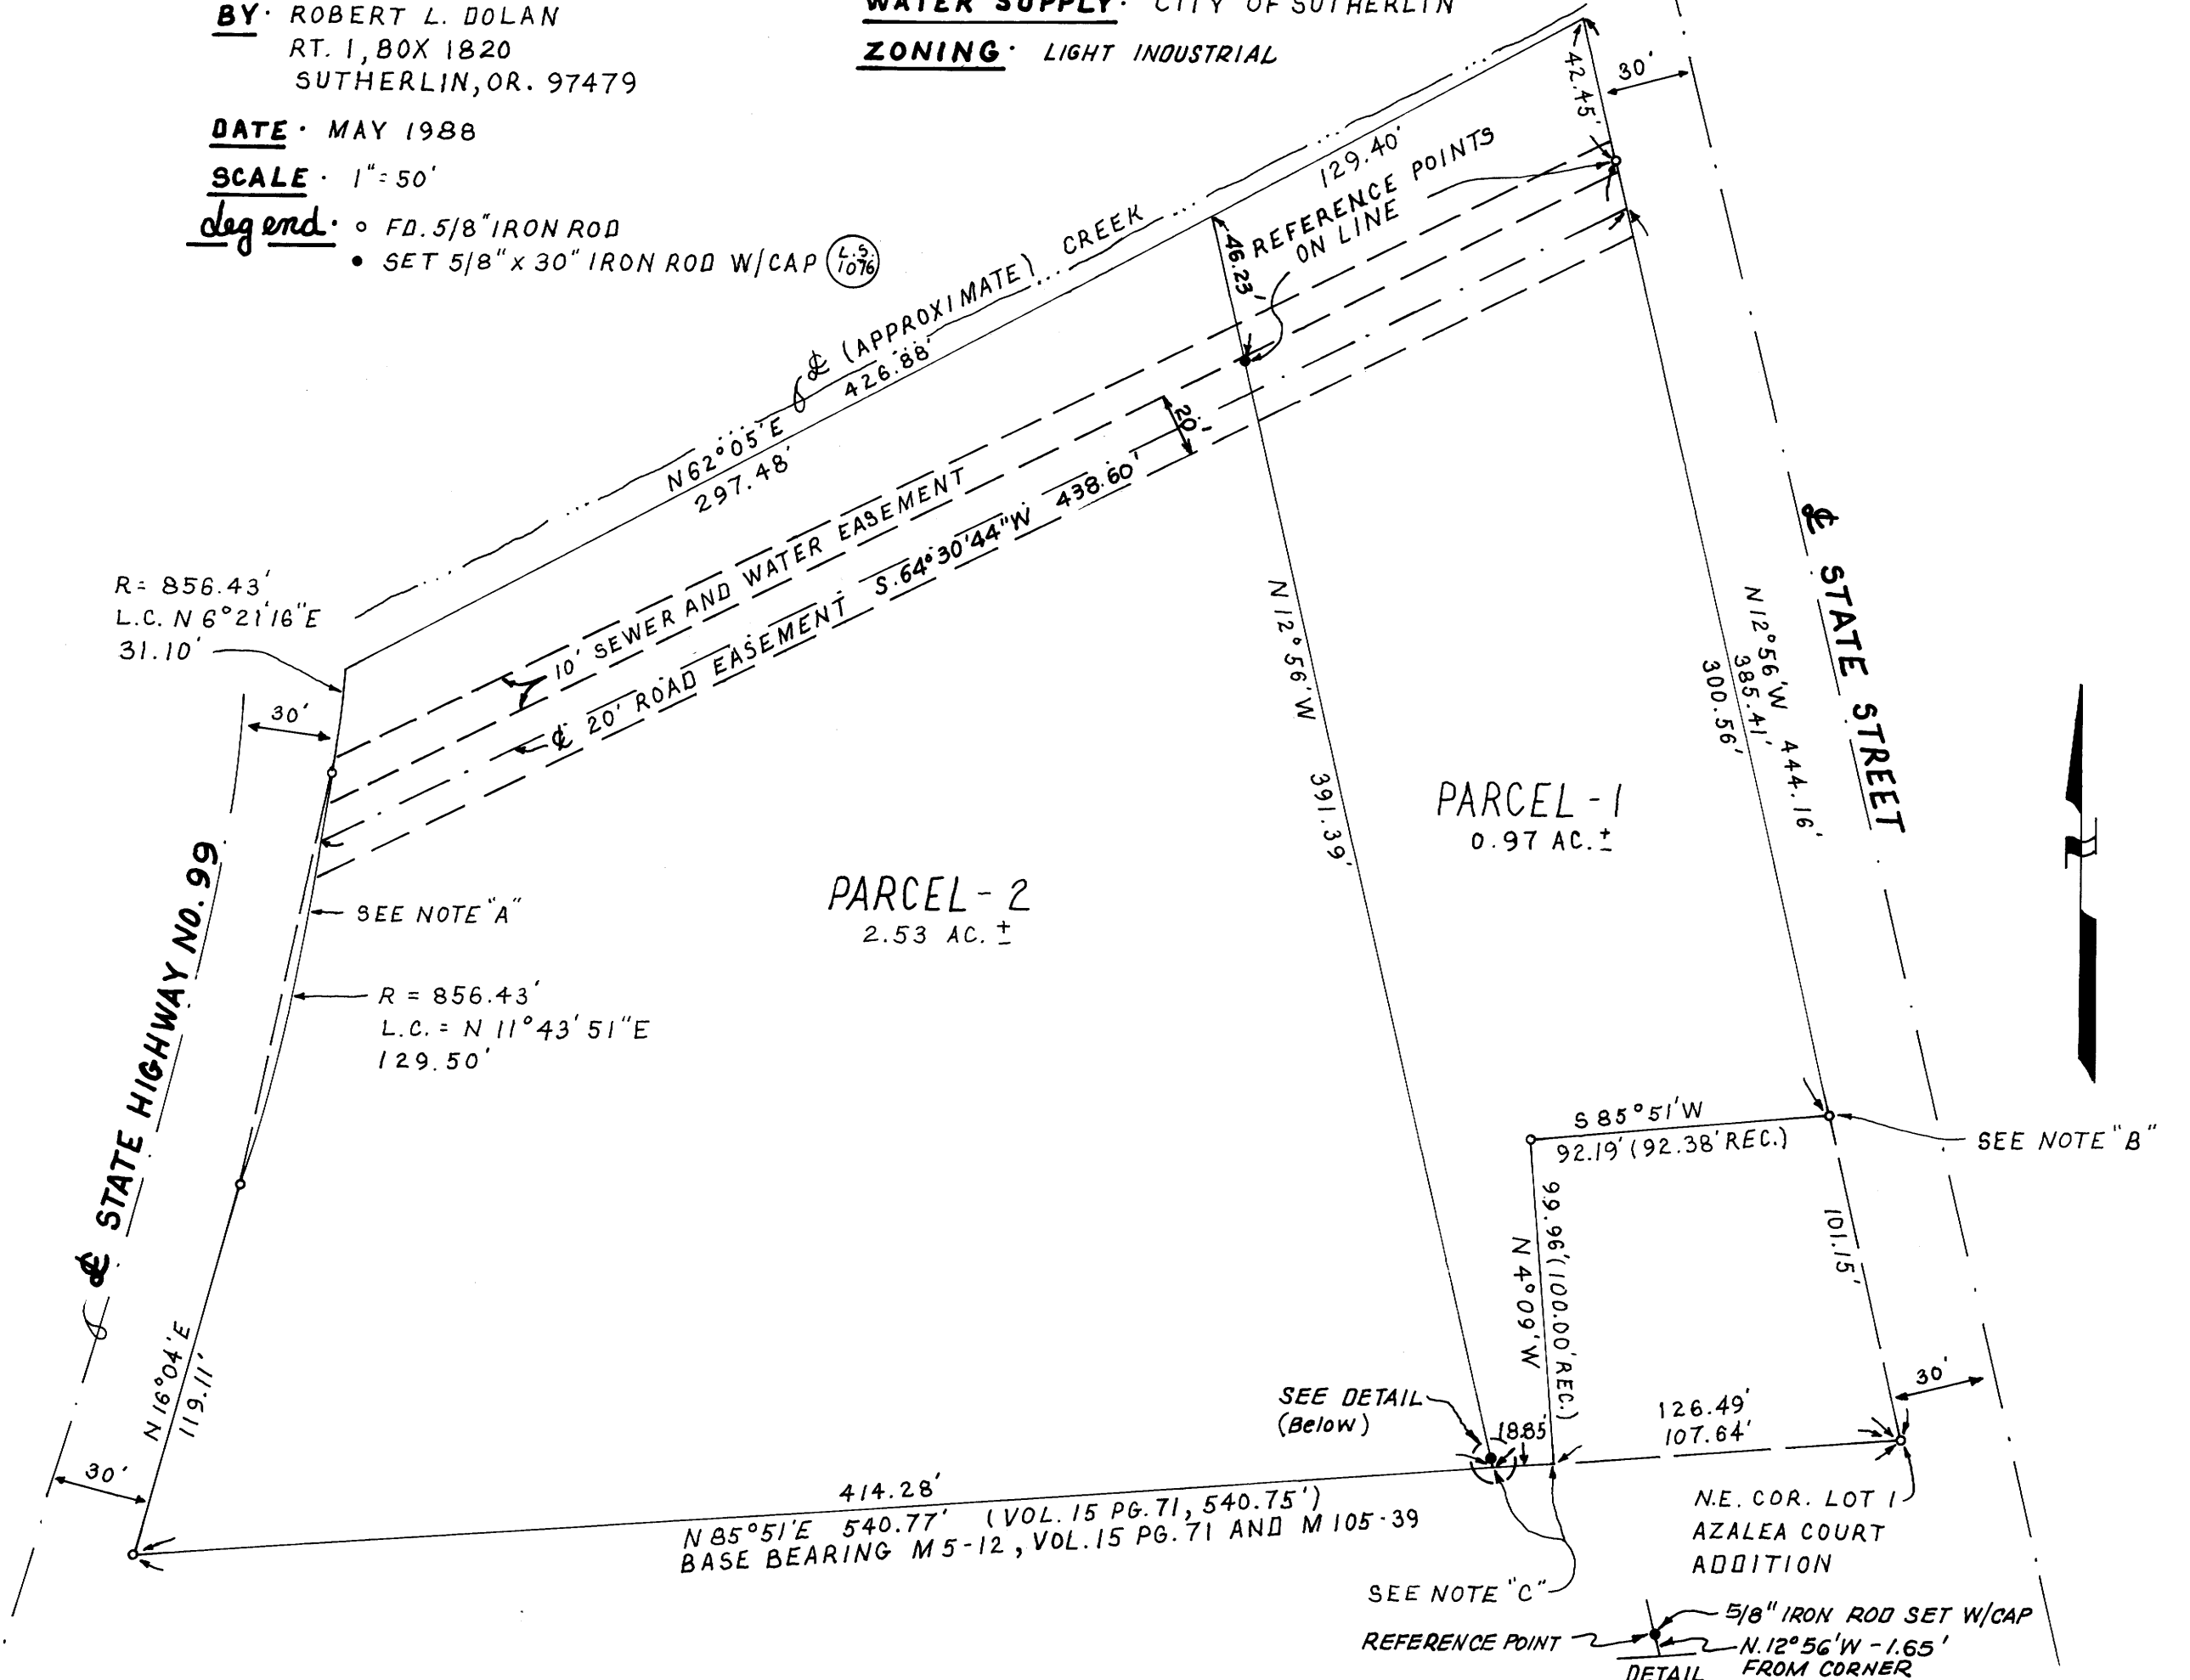 BY· ROBERT L. DOLAN
RT. 1, BOX 1820
SUTHERLIN, OR. 97479
WATER SUPPLY· CITY OF SUTHERLIN
ZONING· LIGHT INDUSTRIAL
DATE· MAY 1988
SCALE· 1"=50'
Legend·
○ FD. 5/8" IRON ROD
● SET 5/8" X 30" IRON ROD W/CAP
L.S.
1076
42.45'
30'
129.40'
REFERENCE POINTS
ON LINE
46.23'
℄ (APPROXIMATE) CREEK
426.88'
N62°05'E
297.48'
20'
10' SEWER AND WATER EASEMENT
℄ 20' ROAD EASEMENT S.64°30'44"W 438.60'
R= 856.43'
L.C. N 6°21'16"E
31.10'
30'
℄ STATE HIGHWAY NO. 99
SEE NOTE "A"
R = 856.43'
L.C. = N 11°43'51"E
129.50'
PARCEL-2
2.53 AC. ±
N12°56'W 391.39'
PARCEL-1
0.97 AC. ±
N12°56'W 444.16'
385.41'
300.56'
℄ STATE STREET
S 85°51'W
92.19' (92.38' REC.)
SEE NOTE "B"
99.96' (100.00' REC.)
N 4°09'W
101.15'
N 16°04'E
119.11'
30'
SEE DETAIL
(Below)
18.85'
126.49'
107.64'
30'
414.28'
N 85°51'E 540.77' (VOL. 15 PG. 71, 540.75')
BASE BEARING M 5-12, VOL. 15 PG. 71 AND M 105-39
N.E. COR. LOT 1
AZALEA COURT
ADDITION
SEE NOTE "C"
REFERENCE POINT
5/8" IRON ROD SET W/CAP
N.12°56'W -1.65'
FROM CORNER
DETAIL